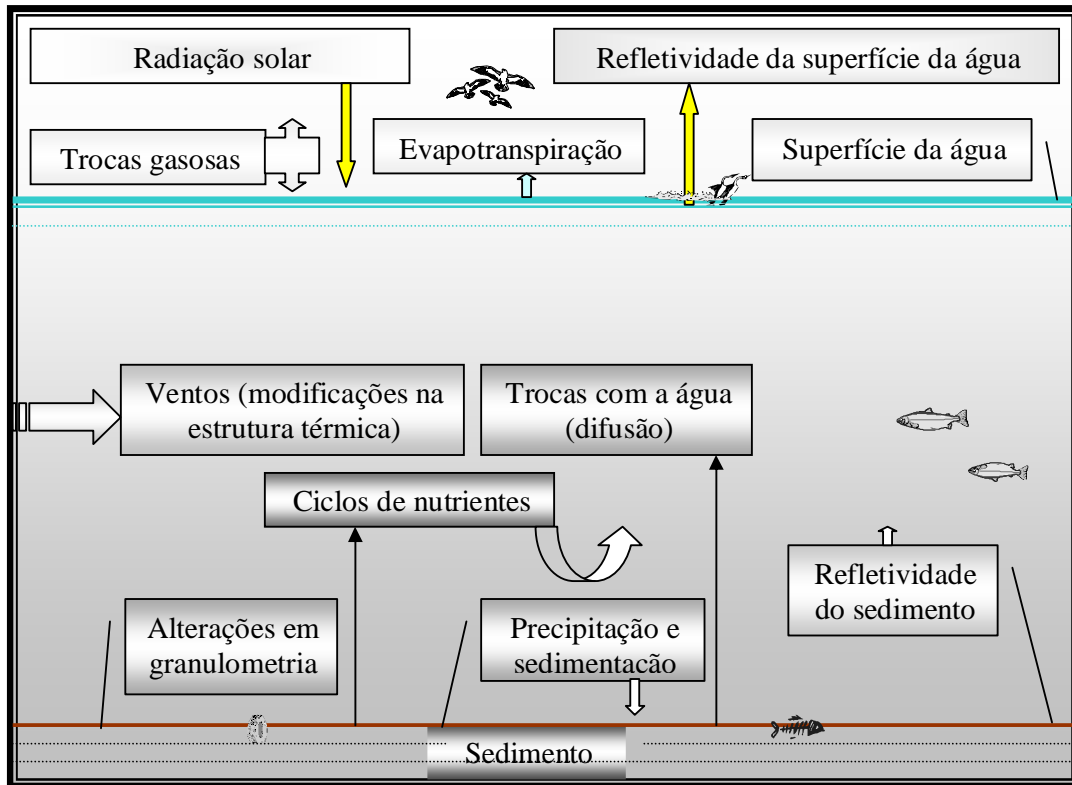 Radiação solar
Refletividade da superfície da água
Trocas gasosas
Evapotranspiração
Superfície da água
Ventos (modificações na
estrutura térmica)
Trocas com a água
(difusão)
Ciclos de nutrientes
Refletividade
do sedimento
Alterações em
granulometria
Precipitação e
sedimentacão
Sedimento